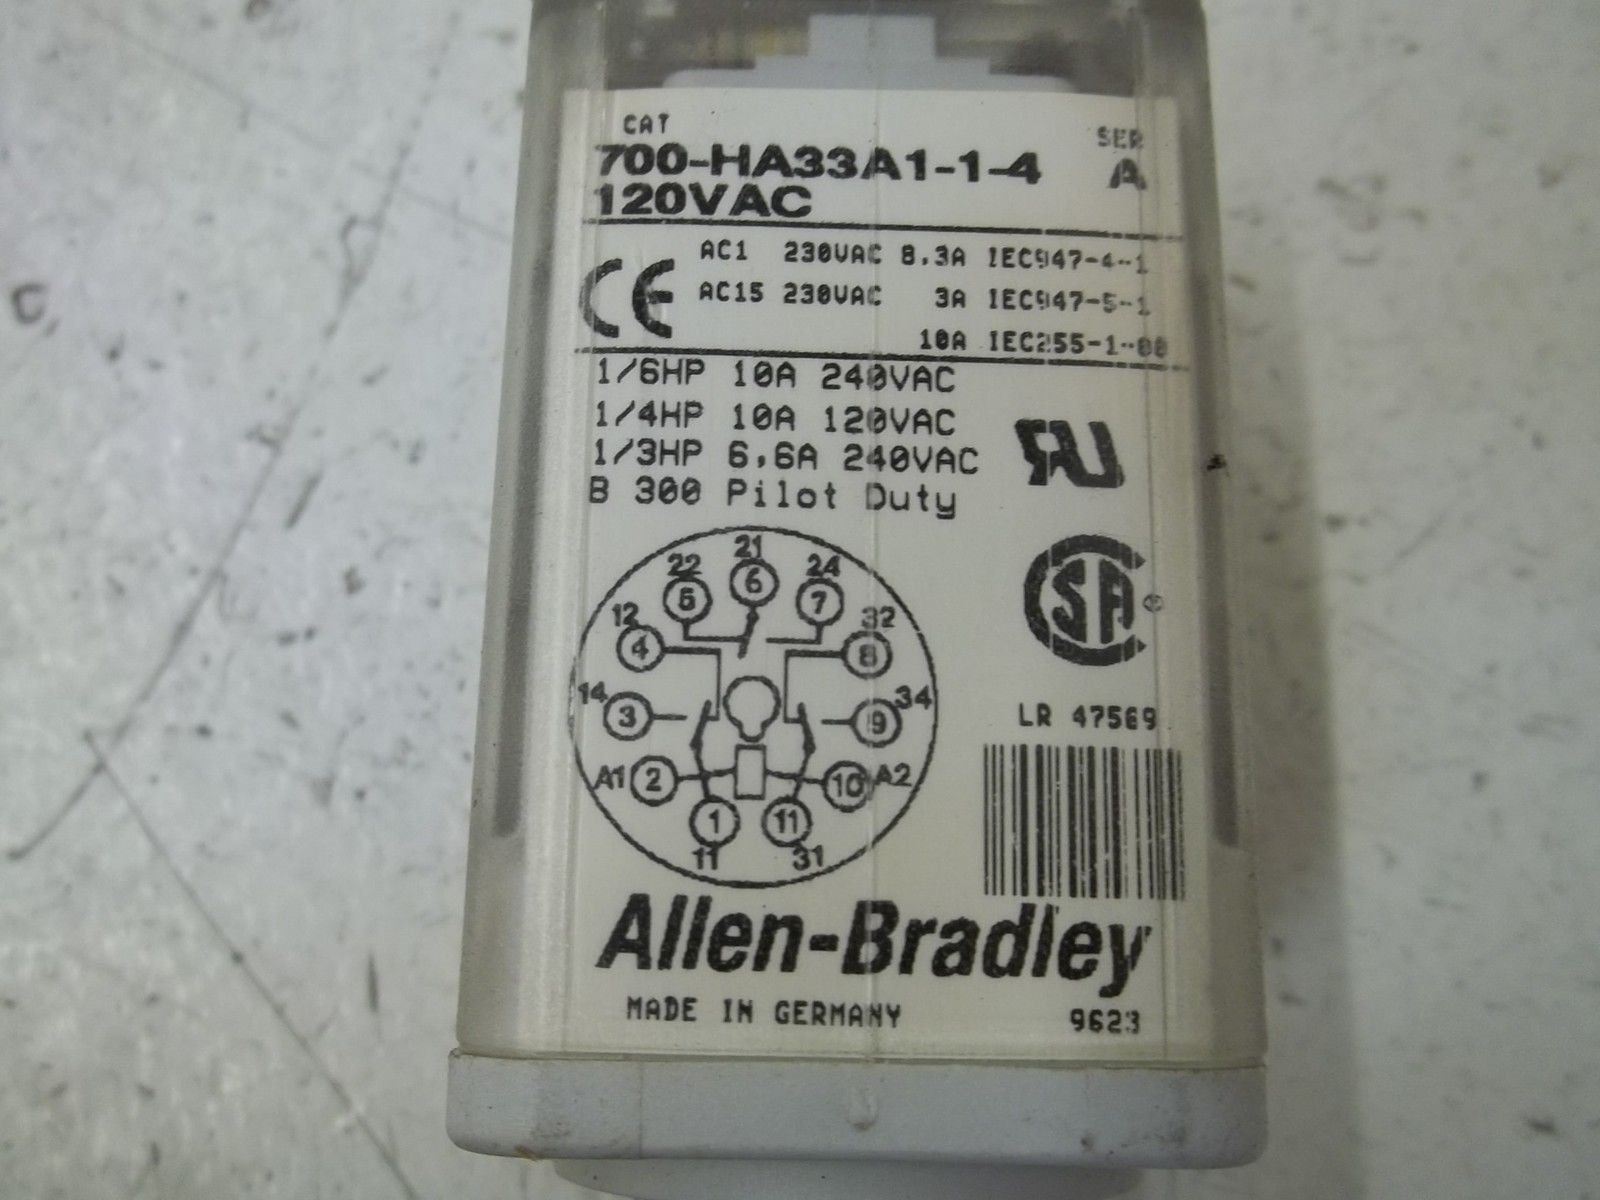 CAT
SER
700-HA33A1-1-4
A
120VAC
CE
AC1 230VAC 8,3A IEC947-4-1
AC15 230VAC 3A IEC947-5-1
10A IEC255-1-00
1/6HP 10A 240VAC
1/4HP 10A 120VAC
1/3HP 6,6A 240VAC
B 300 Pilot Duty
RU
SA ®
21
22 24
6
5 7
12 32
4 8
14 34
3 9
A1 2 10 A2
1 11
11 31
LR 47569
Allen-Bradley
MADE IN GERMANY
9623